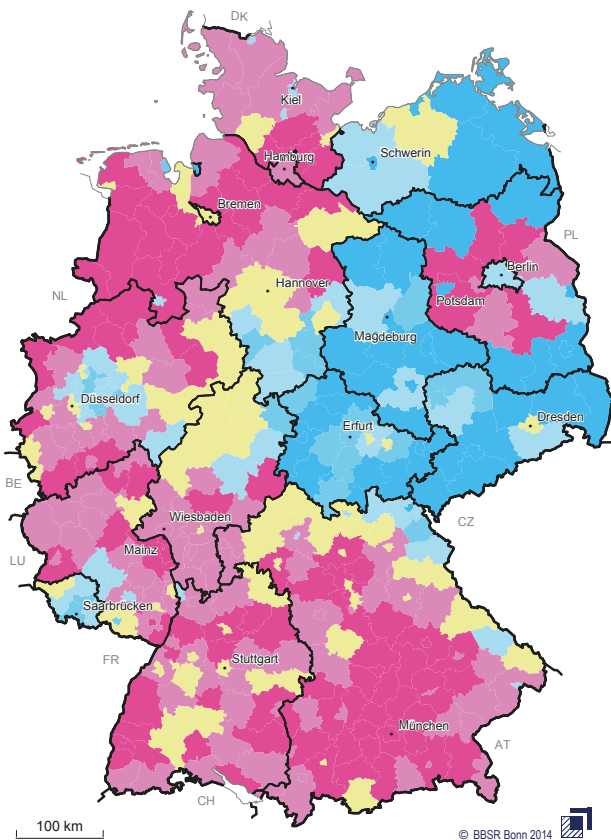 DK
Kiel
Schwerin
Hamburg
Bremen
PL
Berlin
NL
Hannover
Potsdam
Magdeburg
Düsseldorf
Dresden
Erfurt
BE
Wiesbaden
CZ
Mainz
LU
Saarbrücken
FR
Stuttgart
München
AT
CH
100 km
© BBSR Bonn 2014